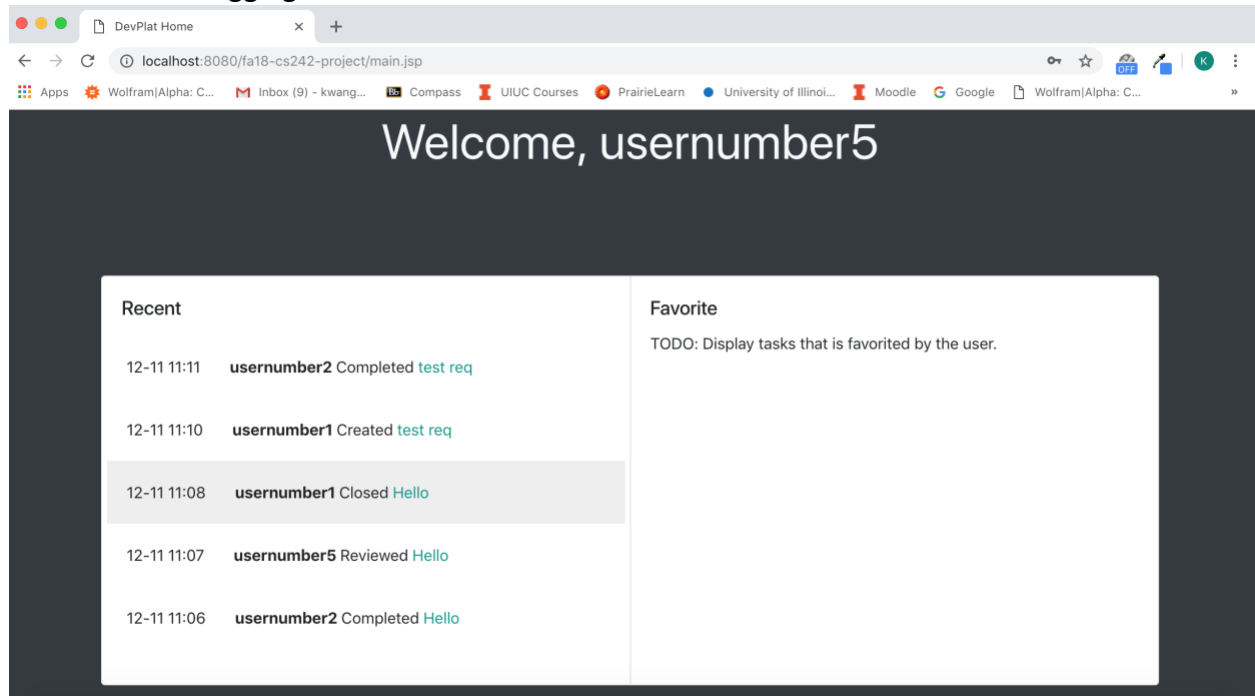 DevPlat Home
localhost:8080/fa18-cs242-project/main.jsp
OFF
K
Apps Wolfram|Alpha: C... Inbox (9) - kwang... Bb Compass UIUC Courses PrairieLearn University of Illinoi... Moodle Google Wolfram|Alpha: C... »
Welcome, usernumber5
Recent
12-11 11:11 usernumber2 Completed test req
12-11 11:10 usernumber1 Created test req
12-11 11:08 usernumber1 Closed Hello
12-11 11:07 usernumber5 Reviewed Hello
12-11 11:06 usernumber2 Completed Hello
Favorite
TODO: Display tasks that is favorited by the user.